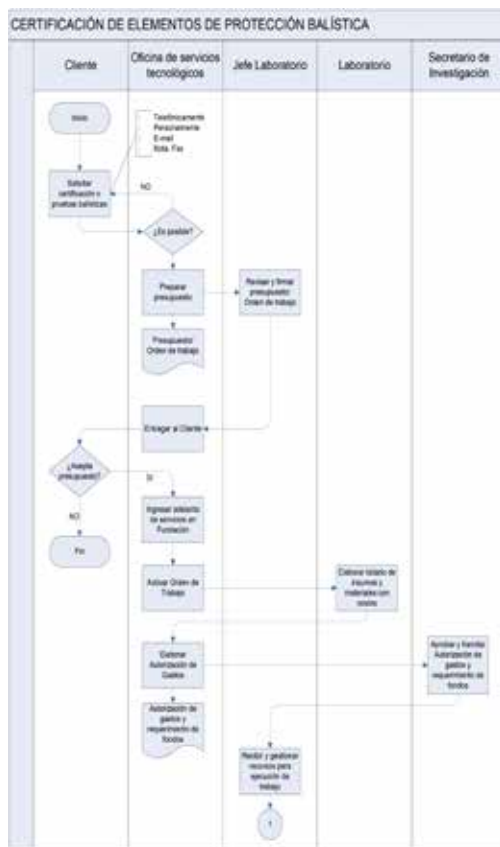 CERTIFICACIÓN DE ELEMENTOS DE PROTECCIÓN BALÍSTICA
Cliente
Oficina de servicios
tecnológicos
Jefe Laboratorio
Laboratorio
Secretario de
Investigación
Inicio
Telefónicamente
Personalmente
E-mail
Nota, Fax
Solicitar
certificación o
pruebas balísticas
NO
¿Es posible?
Preparar
presupuesto
Revisar y firmar
presupuesto
Orden de trabajo
Presupuesto
Orden de trabajo
Entregar al Cliente
¿Acepta
presupuesto?
SI
NO
Ingresar adelanto
de servicios en
Fundación
Fin
Activar Orden de
Trabajo
Elaborar listado de
insumos y
materiales con
costos
Elaborar
Autorización de
Gastos
Aprobar y tramitar
Autorización de
gastos y
requerimiento de
fondos
Autorización de
gastos y
requerimiento de
fondos
Recibir y gestionar
recursos para
ejecución de
trabajo